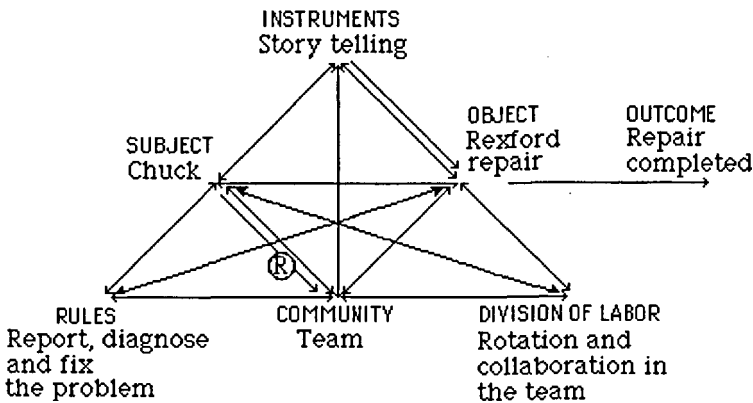 INSTRUMENTS
Story telling
SUBJECT
Chuck
OBJECT
Rexford
repair
OUTCOME
Repair
completed
R
RULES
Report, diagnose
and fix
the problem
COMMUNITY
Team
DIVISION OF LABOR
Rotation and
collaboration in
the team